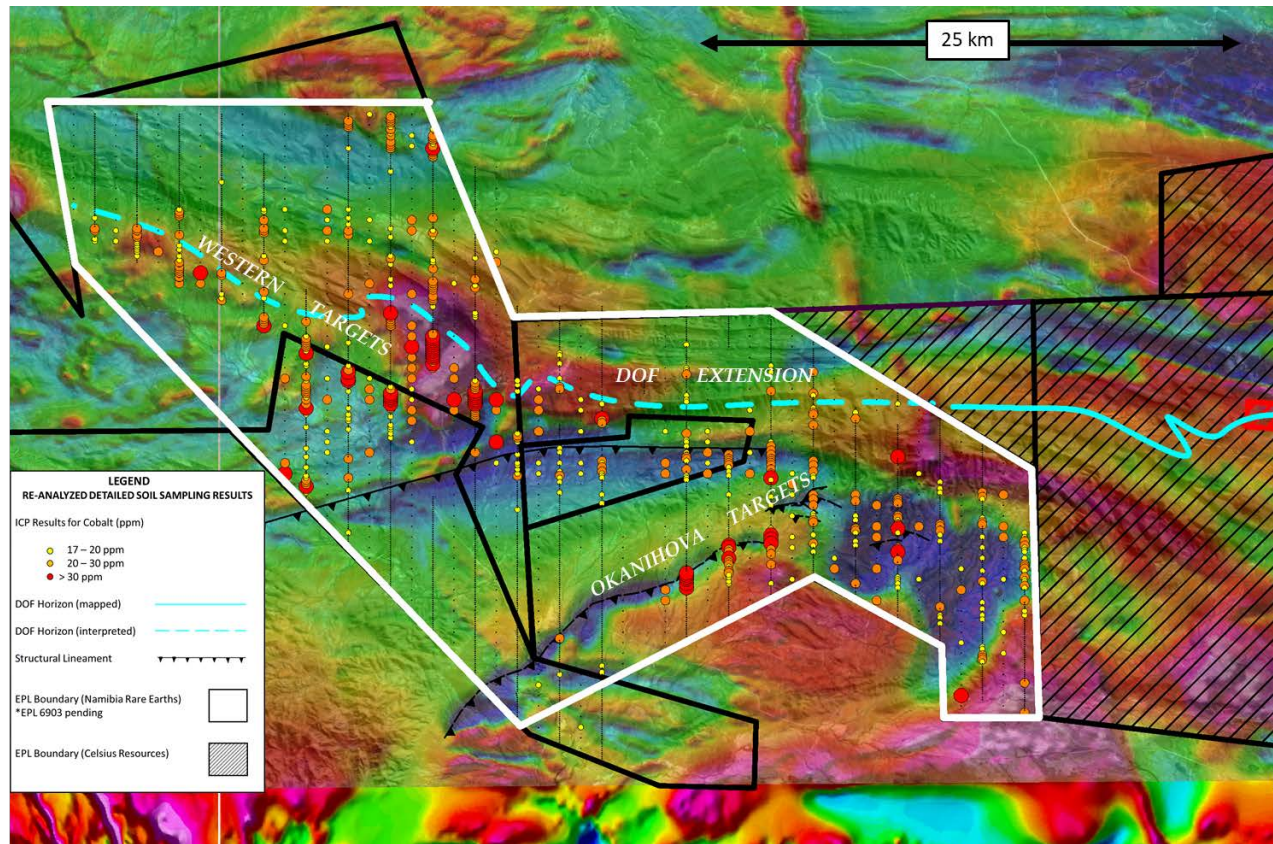 25 km
WESTERN
TARGETS
DOF EXTENSION
OKANIHOVA TARGETS
LEGEND
RE-ANALYZED DETAILED SOIL SAMPLING RESULTS
ICP Results for Cobalt (ppm)
17 – 20 ppm
20 – 30 ppm
> 30 ppm
DOF Horizon (mapped)
DOF Horizon (interpreted)
Structural Lineament
EPL Boundary (Namibia Rare Earths)
*EPL 6903 pending
EPL Boundary (Celsius Resources)